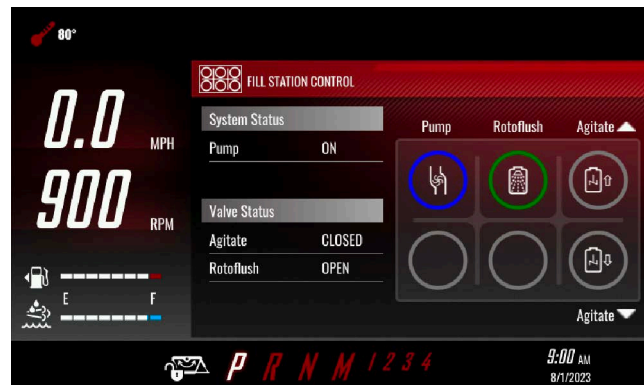 80°
FILL STATION CONTROL
0.0 MPH
900 RPM
E F
System Status
Pump ON
Valve Status
Agitate CLOSED
Rotoflush OPEN
Pump Rotoflush Agitate
Agitate
P R N M 1 2 3 4
9:00 AM
8/1/2023